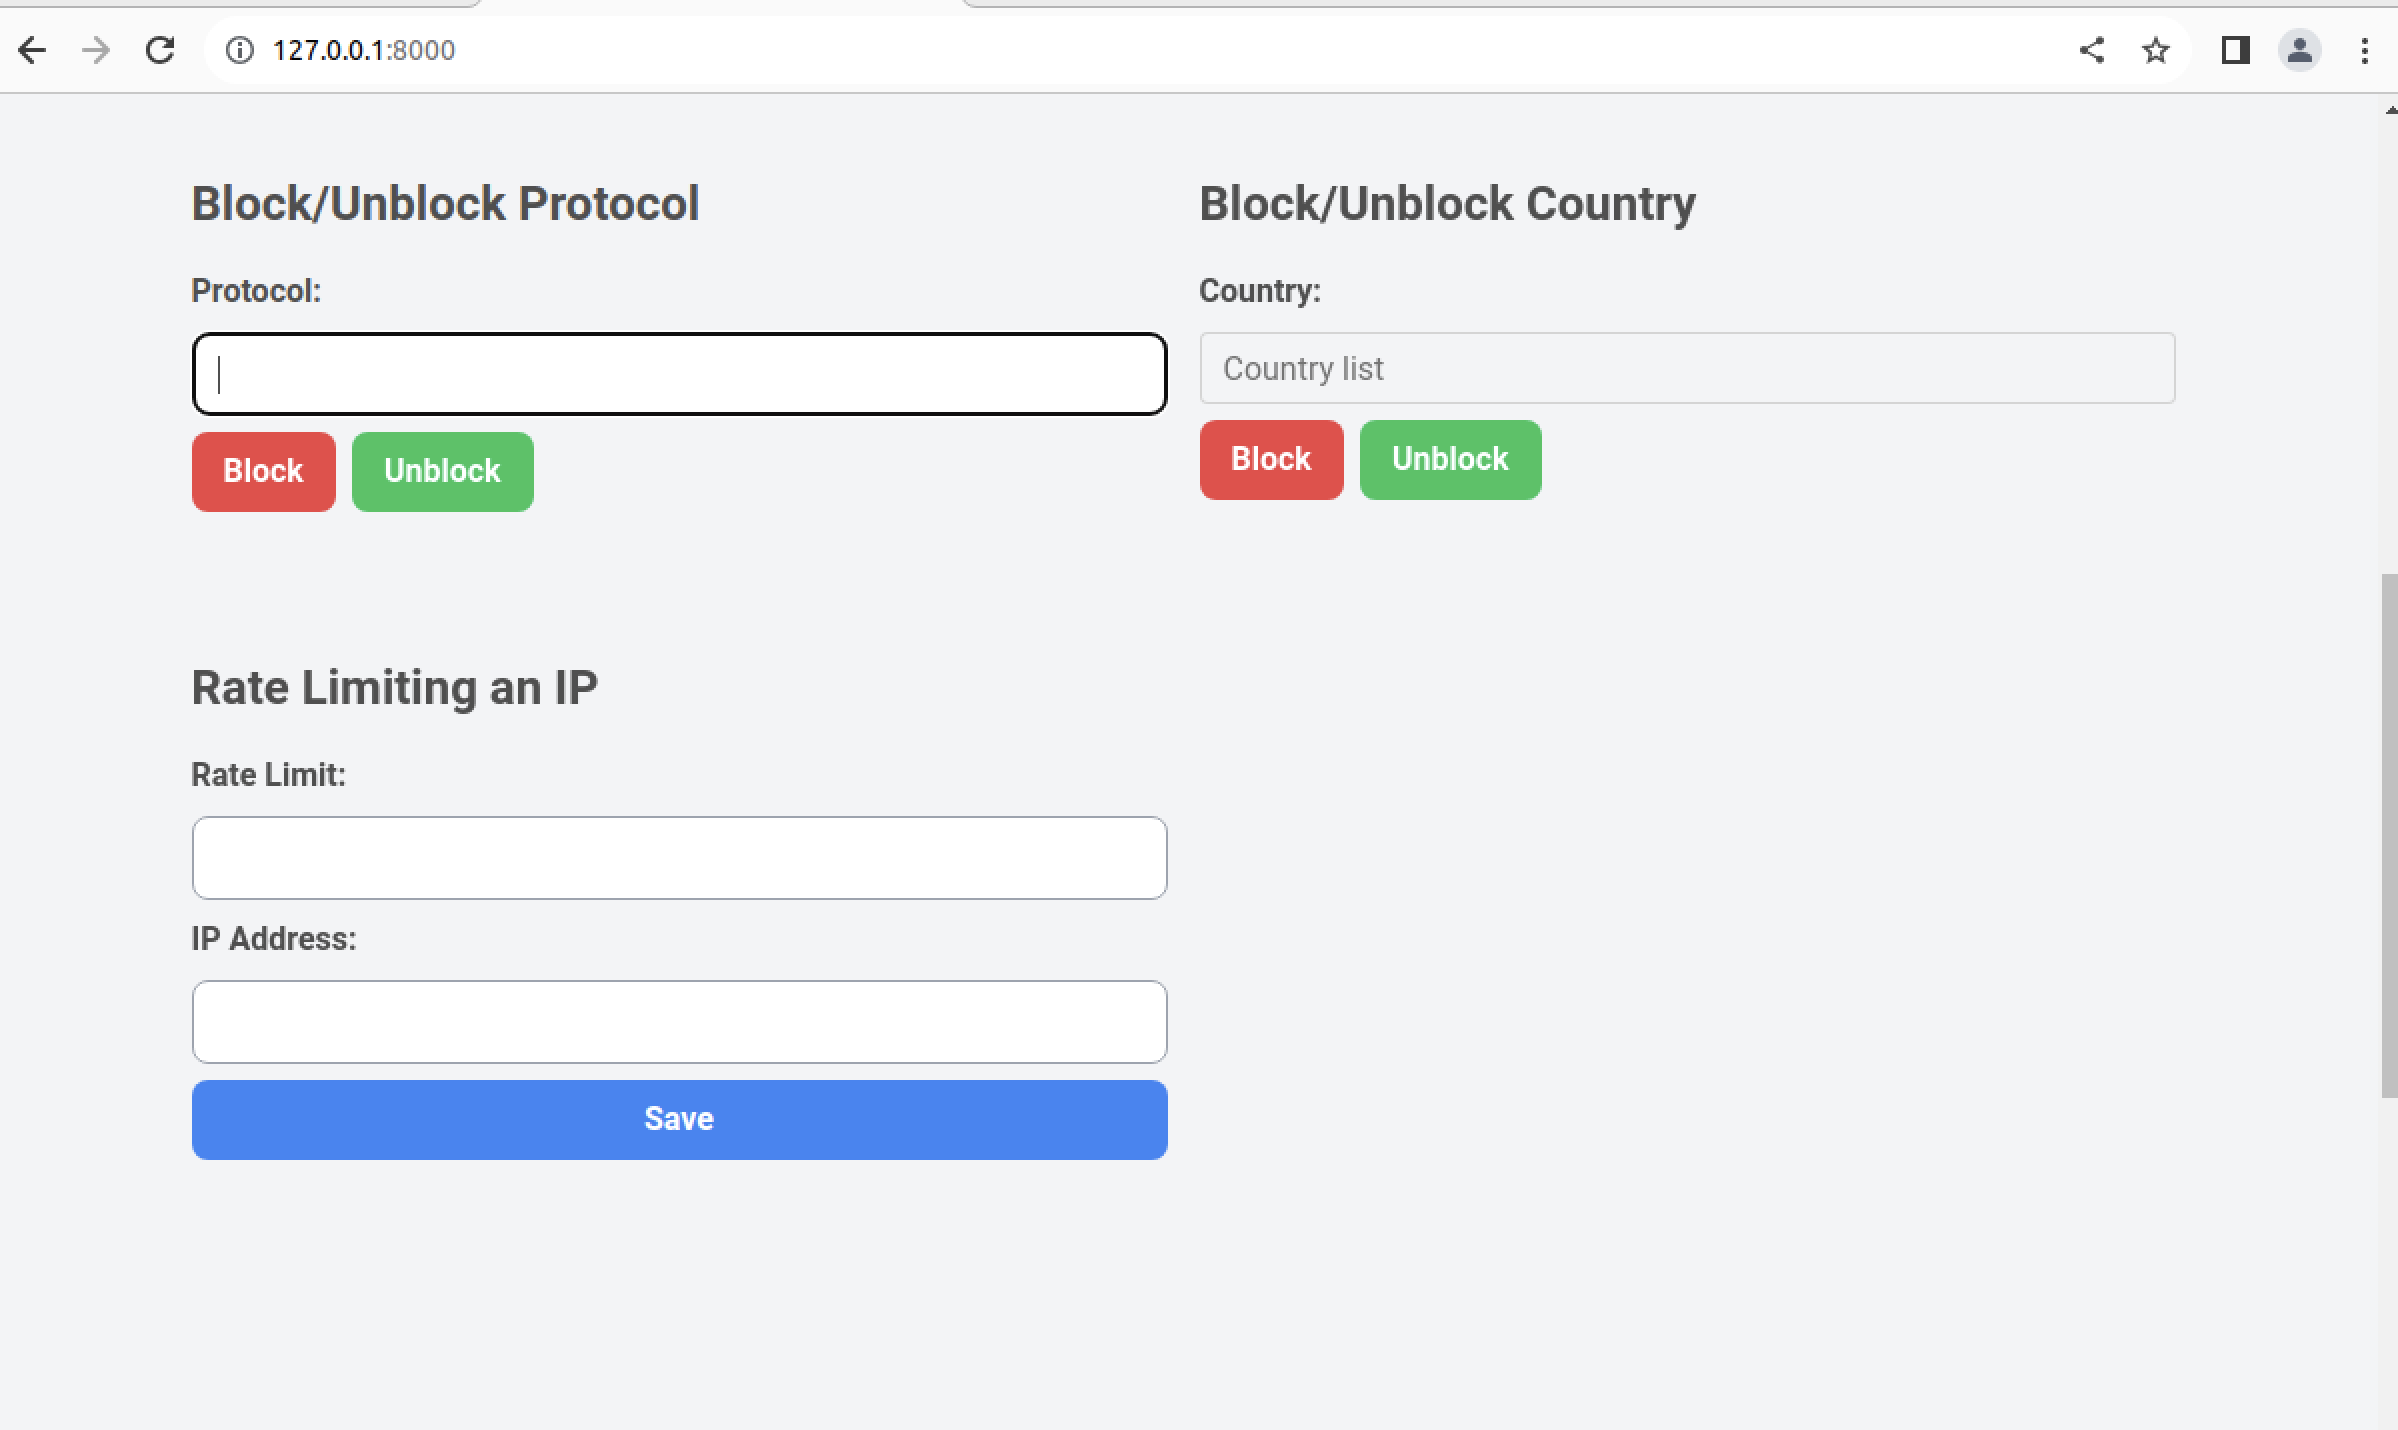 127.0.0.1:8000
Block/Unblock Protocol
Protocol:
Block Unblock
Block/Unblock Country
Country:
Country list
Block Unblock
Rate Limiting an IP
Rate Limit:
IP Address:
Save